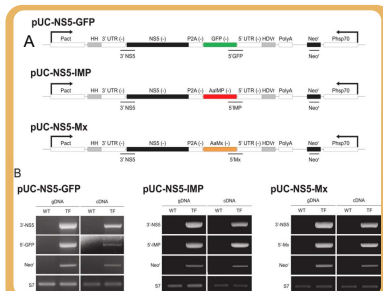 pUC-NS5-GFP
A
Pact HH 3' UTR (-) NS5 (-) P2A (-) GFP (-) 5' UTR (-) HDVr PolyA Neoʳ Phsp70
3' NS5 5'GFP Neoʳ
pUC-NS5-IMP
Pact HH 3' UTR (-) NS5 (-) P2A (-) AaIMP (-) 5' UTR (-) HDVr PolyA Neoʳ Phsp70
3' NS5 5'IMP Neoʳ
pUC-NS5-Mx
Pact HH 3' UTR (-) NS5 (-) P2A (-) AaMx (-) 5' UTR (-) HDVr PolyA Neoʳ Phsp70
3' NS5 5'Mx Neoʳ
B
pUC-NS5-GFP pUC-NS5-IMP pUC-NS5-Mx
gDNA cDNA gDNA cDNA gDNA cDNA
WT TF WT TF WT TF WT TF WT TF WT TF
3'-NS5 3'-NS5 3'-NS5
5'-GFP 5'-IMP 5'-Mx
Neoʳ Neoʳ Neoʳ
S7 S7 S7